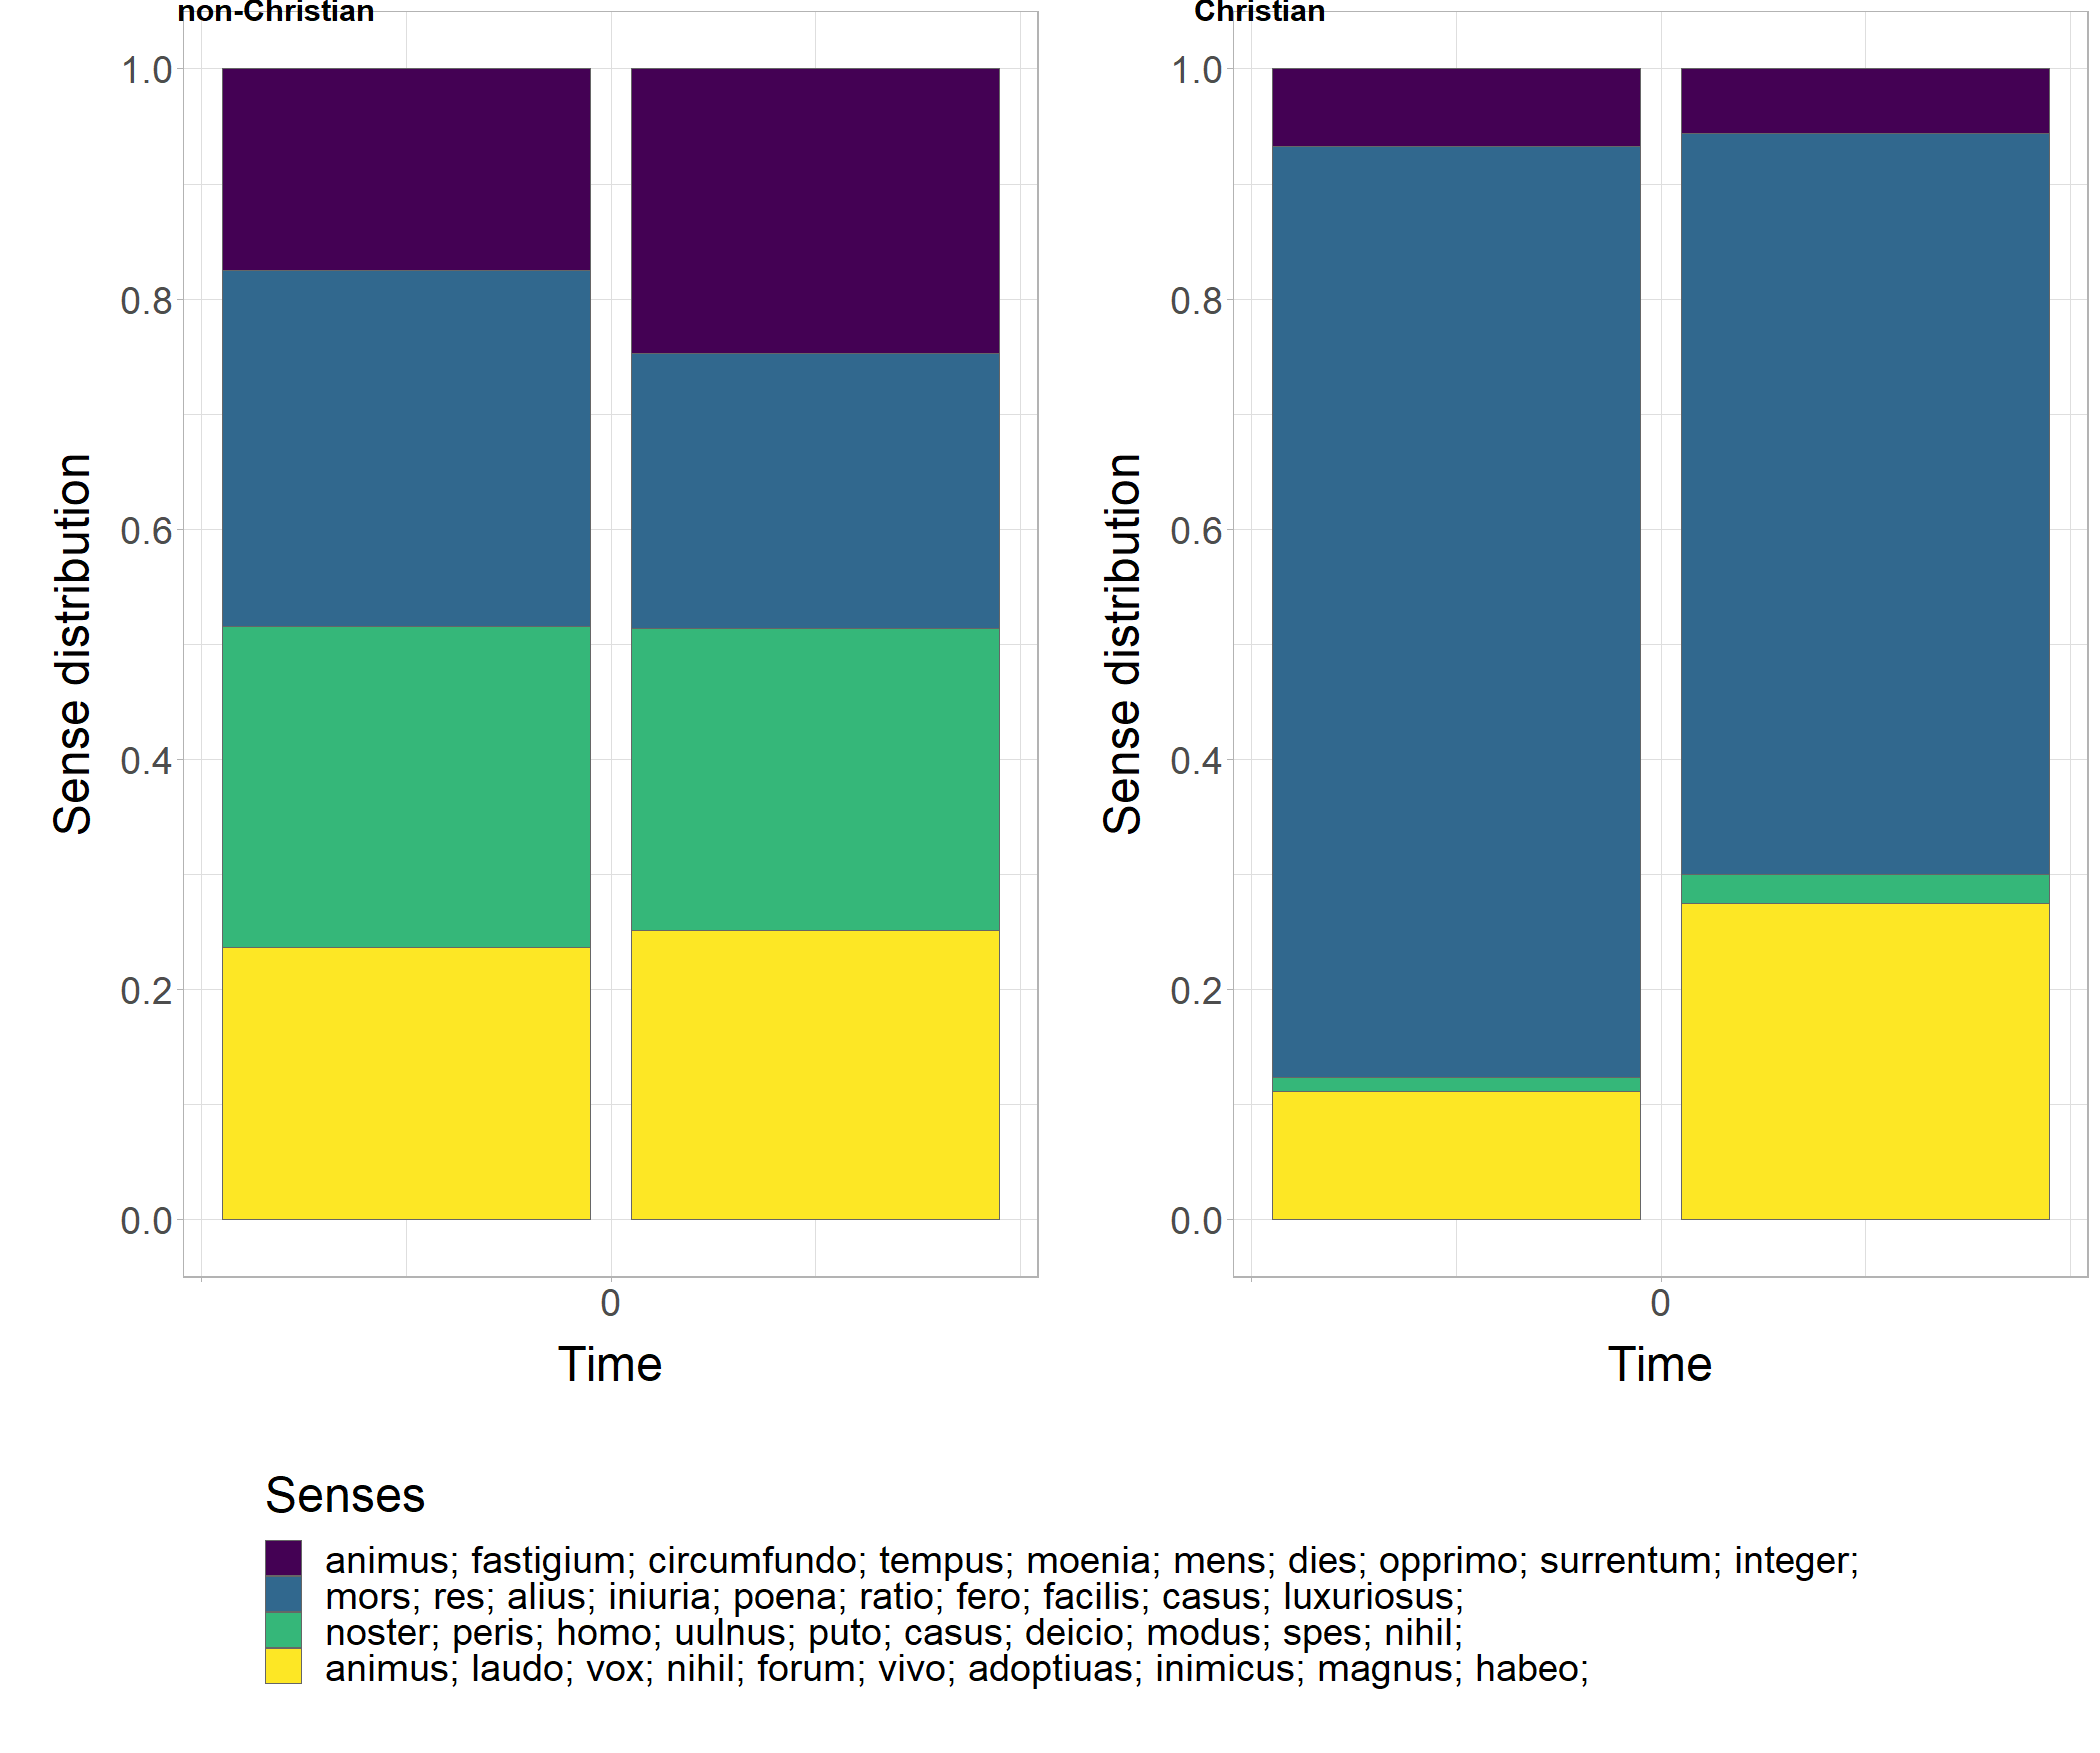 non-Christian
1.0
0.8
0.6
0.4
0.2
0.0
Sense distribution
0
Time
Christian
1.0
0.8
0.6
0.4
0.2
0.0
Sense distribution
0
Time
Senses
animus; fastigium; circumfundo; tempus; moenia; mens; dies; opprimo; surrentum; integer;
mors; res; alius; iniuria; poena; ratio; fero; facilis; casus; luxuriosus;
noster; peris; homo; uulnus; puto; casus; deicio; modus; spes; nihil;
animus; laudo; vox; nihil; forum; vivo; adoptiuas; inimicus; magnus; habeo;